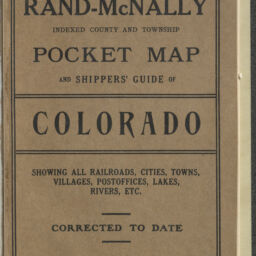 RAND-McNALLY
INDEXED COUNTY AND TOWNSHIP
POCKET MAP
AND SHIPPERS' GUIDE OF
COLORADO
SHOWING ALL RAILROADS, CITIES, TOWNS,
VILLAGES, POSTOFFICES, LAKES,
RIVERS, ETC.
CORRECTED TO DATE